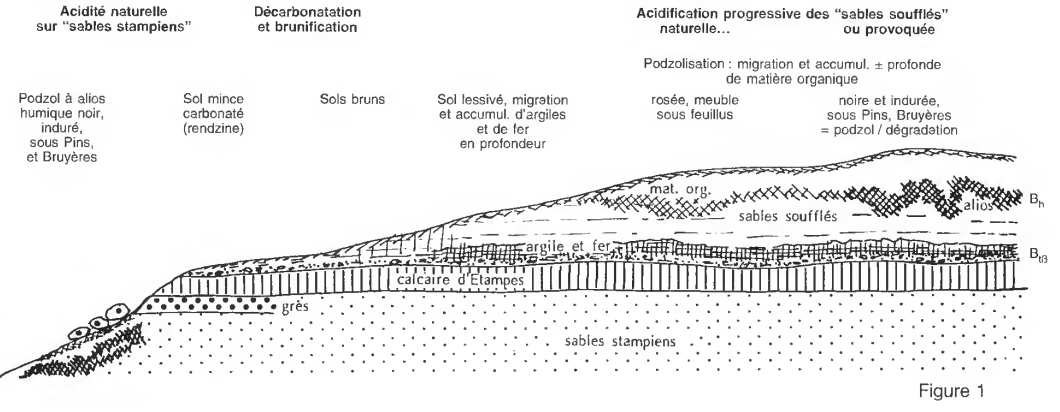 Acidité naturelle
sur "sables stampiens"
Décarbonatation
et brunification
Acidification progressive des "sables soufflés"
naturelle... ou provoquée
Podzolisation : migration et accumul. ± profonde
de matière organique
Podzol à alios
humique noir,
induré,
sous Pins,
et Bruyères
Sol mince
carbonaté
(rendzine)
Sols bruns
Sol lessivé, migration
et accumul. d'argiles
et de fer
en profondeur
rosée, meuble
sous feuillus
noire et indurée,
sous Pins, Bruyères
= podzol / dégradation
mat. org.
alios
Bh
sables soufflés
argile et fer
Btβ
calcaire d'Etampes
grès
sables stampiens
Figure 1